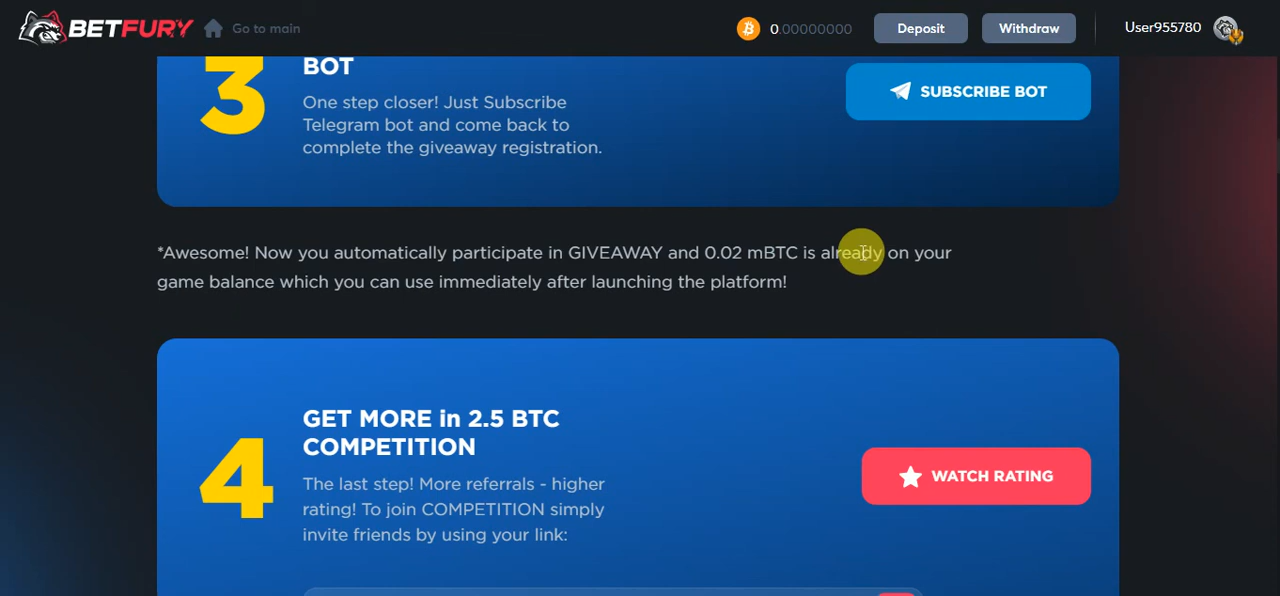 BETFURY Go to main 0.00000000 Deposit Withdraw User955780
3
BOT
One step closer! Just Subscribe
Telegram bot and come back to
complete the giveaway registration.
SUBSCRIBE BOT
*Awesome! Now you automatically participate in GIVEAWAY and 0.02 mBTC is already on your
game balance which you can use immediately after launching the platform!
4
GET MORE in 2.5 BTC
COMPETITION
The last step! More referrals - higher
rating! To join COMPETITION simply
invite friends by using your link:
WATCH RATING